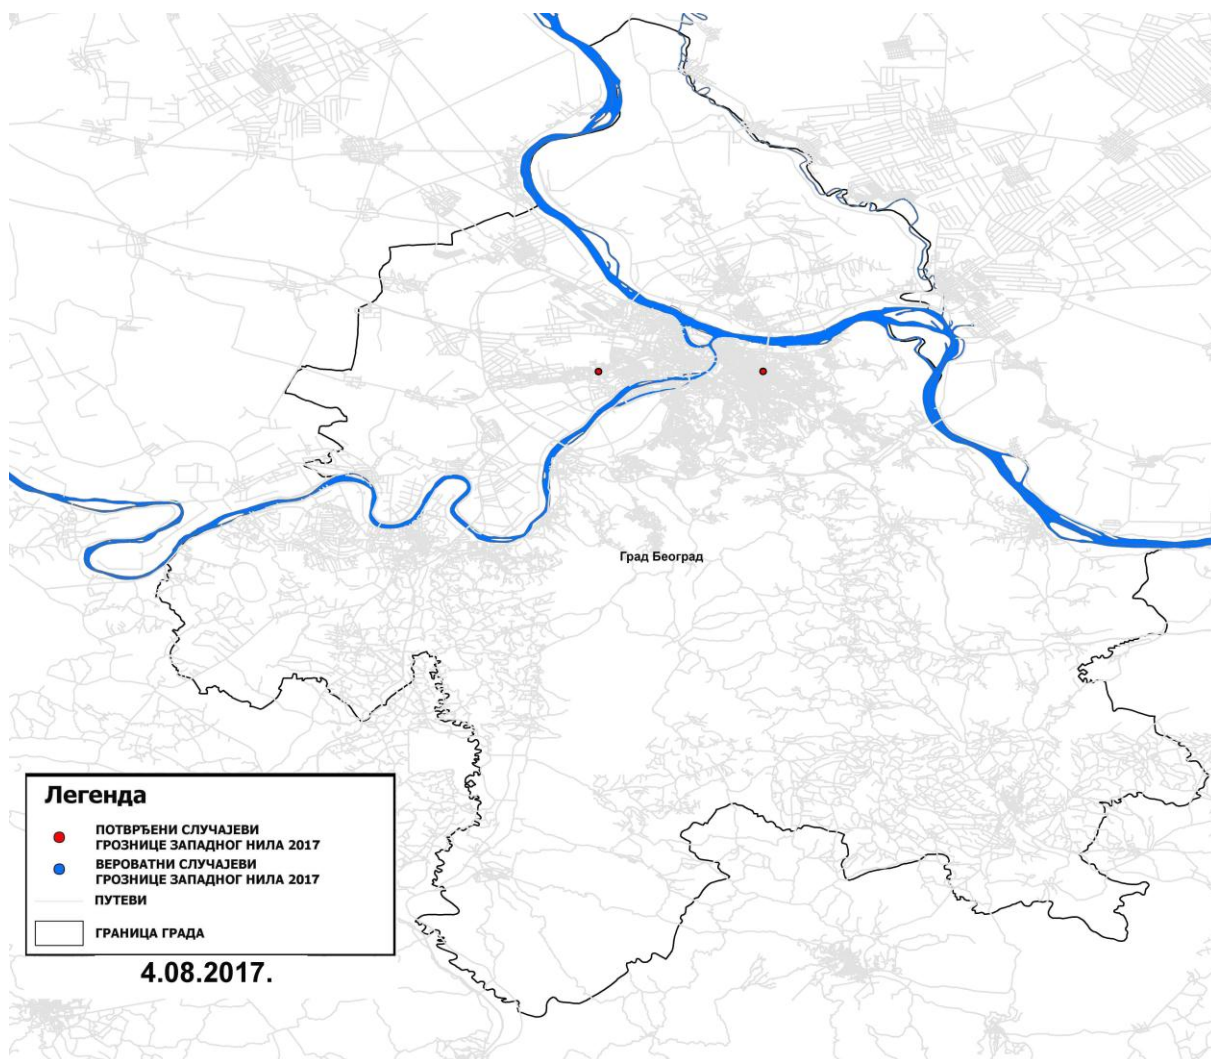 Град Београд
Легенда
ПОТВРЂЕНИ СЛУЧАЈЕВИ
ГРОЗНИЦЕ ЗАПАДНОГ НИЛА 2017
ВЕРОВАТНИ СЛУЧАЈЕВИ
ГРОЗНИЦЕ ЗАПАДНОГ НИЛА 2017
ПУТЕВИ
ГРАНИЦА ГРАДА
4.08.2017.